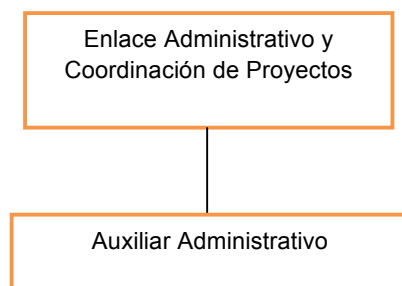 Enlace Administrativo y
Coordinación de Proyectos
Auxiliar Administrativo